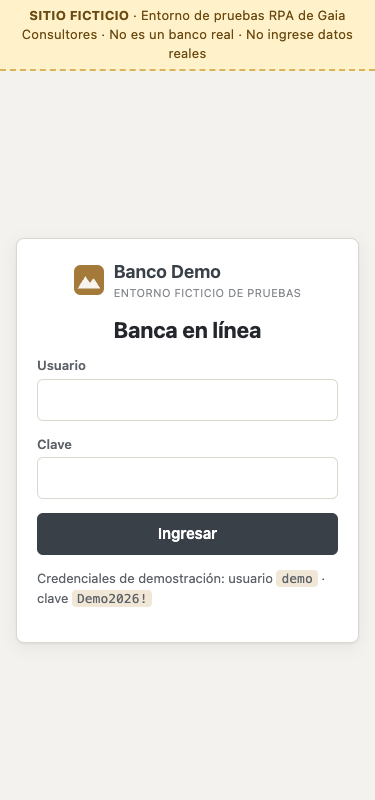 SITIO FICTICIO · Entorno de pruebas RPA de Gaia
Consultores · No es un banco real · No ingrese datos
reales
Banco Demo
ENTORNO FICTICIO DE PRUEBAS
Banca en línea
Usuario
Clave
Ingresar
Credenciales de demostración: usuario demo ·
clave Demo2026!